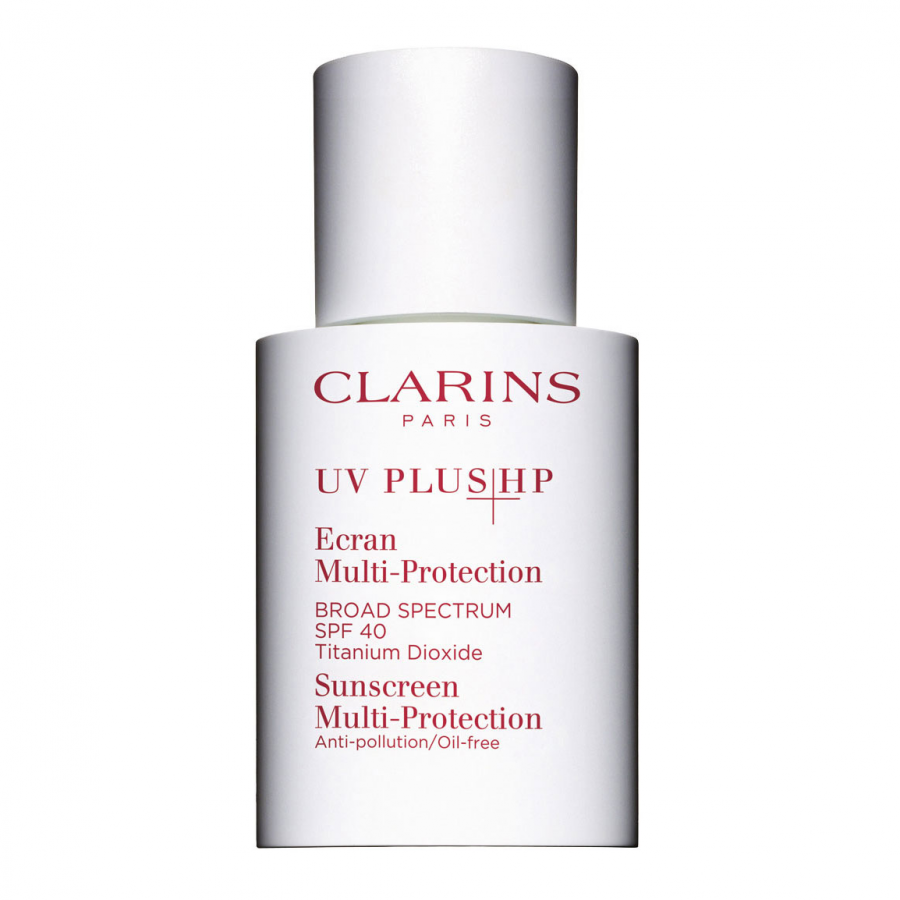 CLARINS
PARIS
UV PLUS HP
Ecran
Multi-Protection
BROAD SPECTRUM
SPF 40
Titanium Dioxide
Sunscreen
Multi-Protection
Anti-pollution/Oil-free